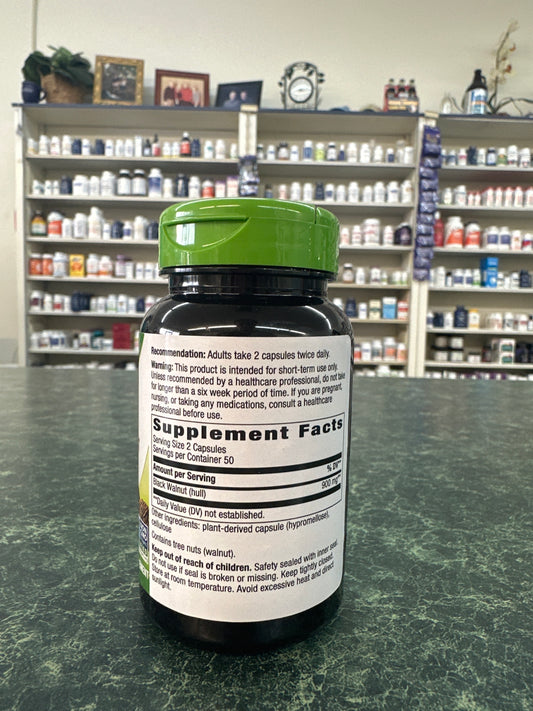 Recommendation: Adults take 2 capsules twice daily.
Warning: This product is intended for short-term use only.
Unless recommended by a healthcare professional, do not take
for longer than a six week period of time. If you are pregnant,
nursing, or taking any medications, consult a healthcare
professional before use.
Supplement Facts
Serving Size 2 Capsules
Servings per Container 50
Amount per Serving % DV**
Black Walnut (hull) 900 mg**
**Daily Value (DV) not established.
Other ingredients: plant-derived capsule (hypromellose),
cellulose
Contains tree nuts (walnut).
Keep out of reach of children. Safety sealed with inner seal.
Do not use if seal is broken or missing. Keep tightly closed.
Store at room temperature. Avoid excessive heat and direct
sunlight.